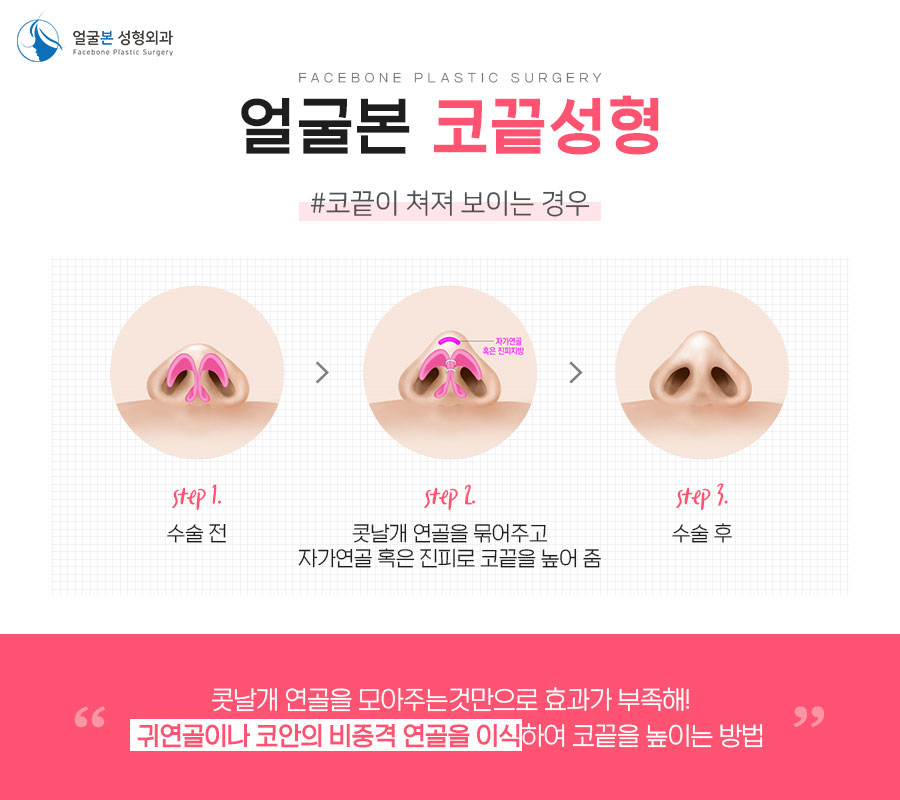 얼굴본 성형외과
Facebone Plastic Surgery
FACEBONE PLASTIC SURGERY
얼굴본 코끝성형
#코끝이 쳐져 보이는 경우
자가연골
혹은 진피지방
step 1.
수술 전
step 2.
콧날개 연골을 묶어주고
자가연골 혹은 진피로 코끝을 높여 줌
step 3.
수술 후
“ 콧날개 연골을 모아주는것만으로 효과가 부족해! ”
귀연골이나 코안의 비중격 연골을 이식하여 코끝을 높이는 방법